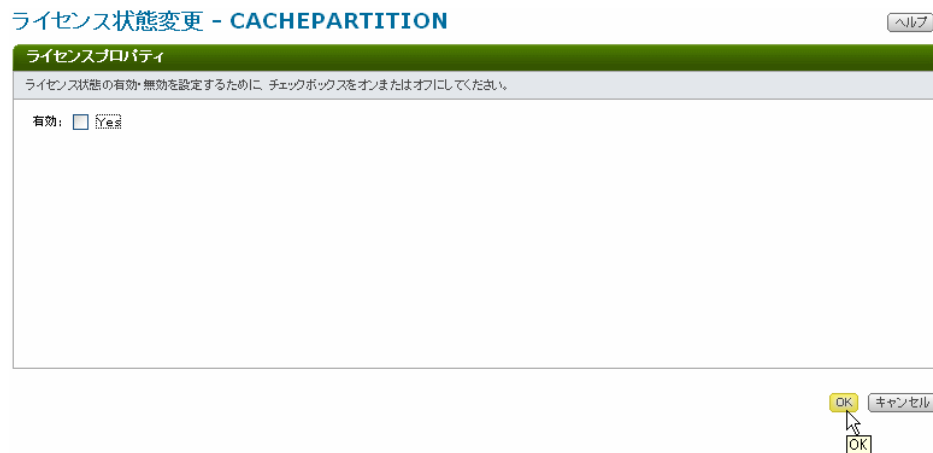 ライセンス状態変更 - CACHEPARTITION
ヘルプ
ライセンスプロパティ
ライセンス状態の有効・無効を設定するために、チェックボックスをオンまたはオフにしてください。
有効: Yes
OK キャンセル
OK